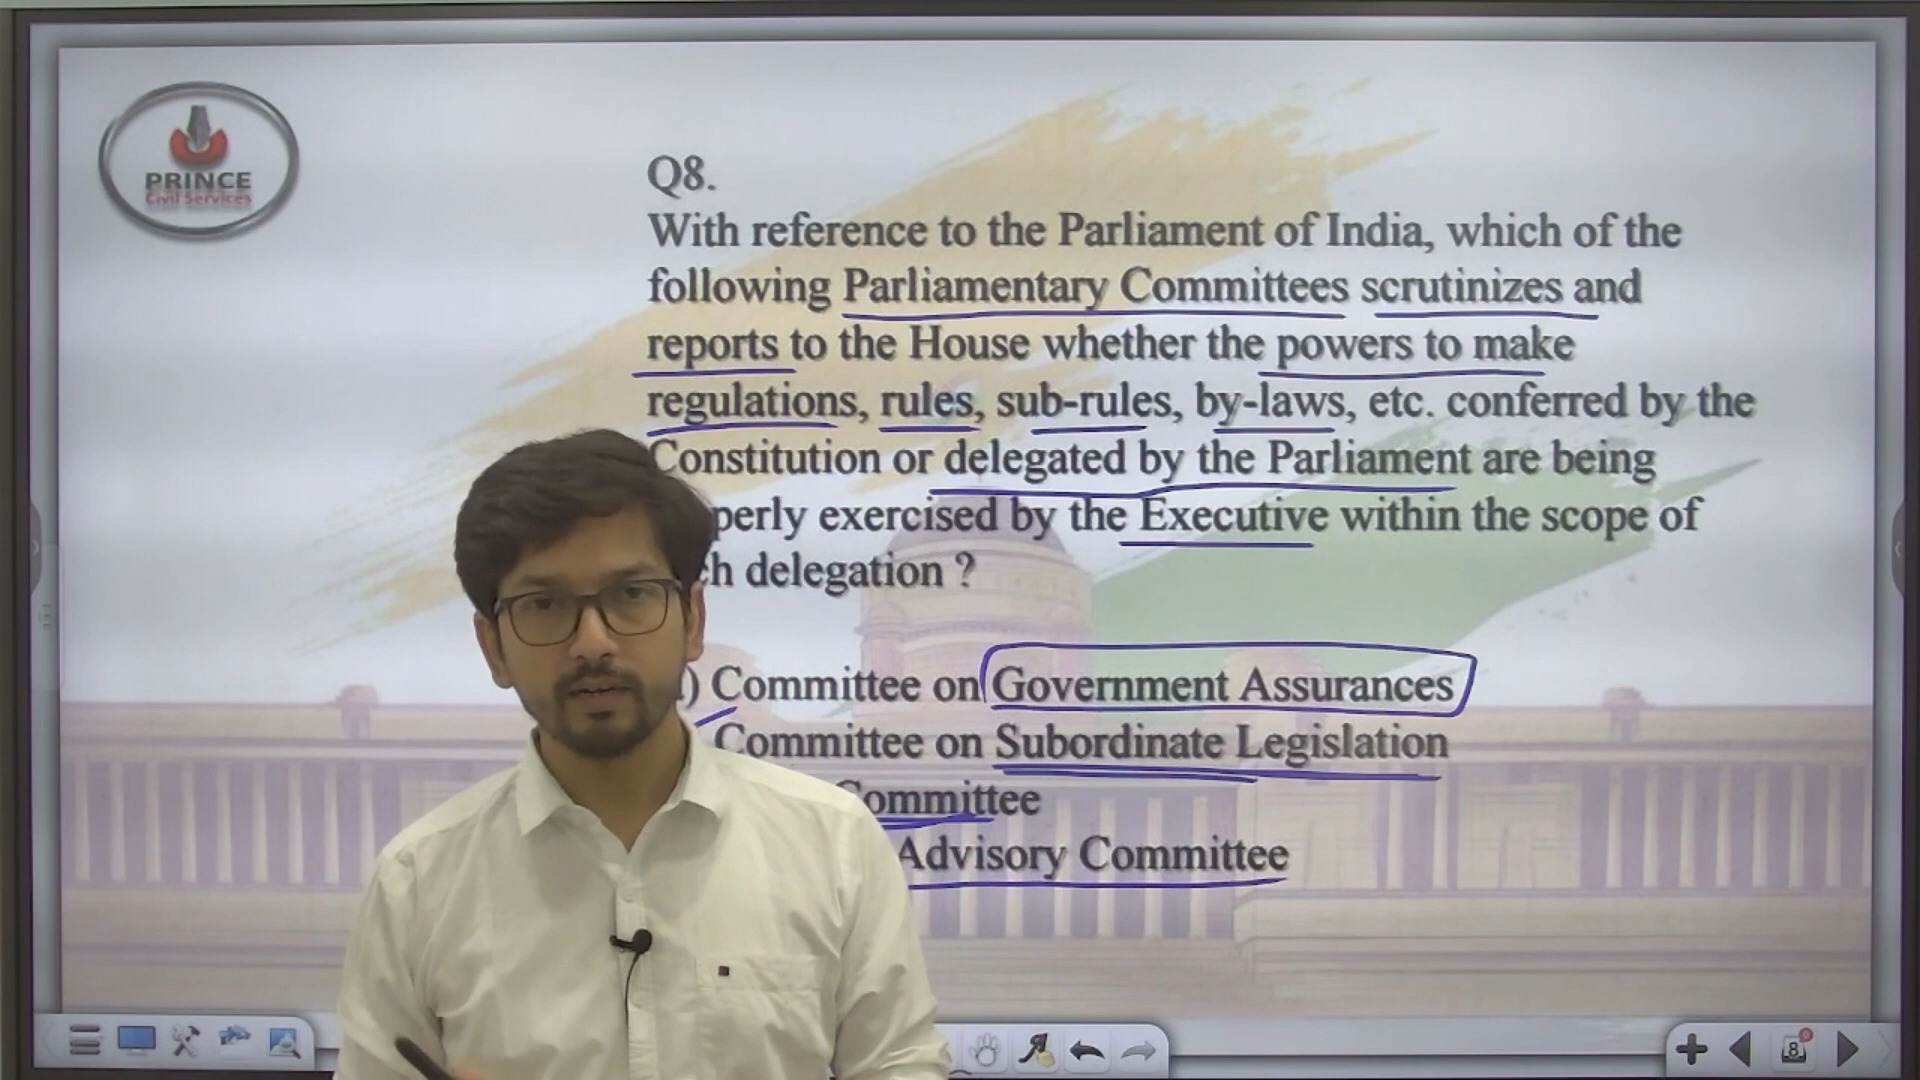 PRINCE
Civil Services
Q8.
With reference to the Parliament of India, which of the
following Parliamentary Committees scrutinizes and
reports to the House whether the powers to make
regulations, rules, sub-rules, by-laws, etc. conferred by the
Constitution or delegated by the Parliament are being
perly exercised by the Executive within the scope of
ch delegation ?
) Committee on Government Assurances
Committee on Subordinate Legislation
Committee
Advisory Committee
8